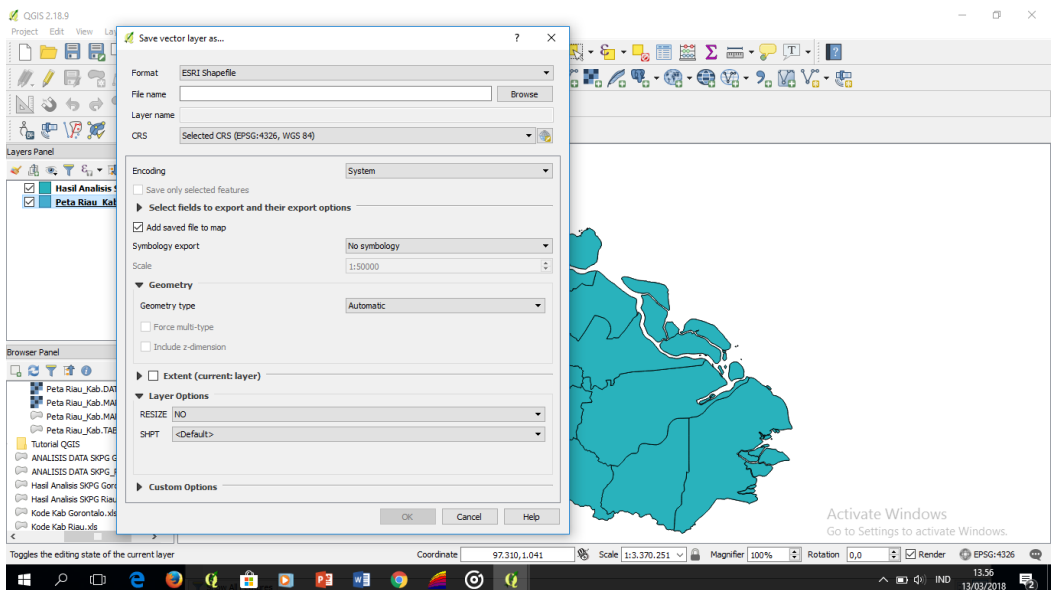 QGIS 2.18.9
Project Edit View
Save vector layer as...
Format ESRI Shapefile
File name Browse
Layer name
CRS Selected CRS (EPSG:4326, WGS 84)
Layers Panel
Encoding System
Hasil Analisis
Save only selected features
Peta Riau_Kab
Select fields to export and their export options
Add saved file to map
Symbology export No symbology
Scale 1:50000
Geometry
Geometry type Automatic
Force multi-type
Include z-dimension
Browser Panel
Extent (current: layer)
Peta Riau_Kab.DAT
Layer Options
Peta Riau_Kab.MA
Peta Riau_Kab.MA
RESIZE NO
Peta Riau_Kab.TAB
SHPT <Default>
Tutorial QGIS
ANALISIS DATA SKPG G
ANALISIS DATA SKPG_
Hasil Analisis SKPG Gor
Custom Options
Hasil Analisis SKPG Riau
Kode Kab Gorontalo.xls
OK Cancel Help
Kode Kab Riau.xls
Activate Windows
Go to Settings to activate Windows.
Toggles the editing state of the current layer Coordinate 97.310,1.041 Scale 1:3.370.251 Magnifier 100% Rotation 0,0 Render EPSG:4326
IND 13.56
13/03/2018